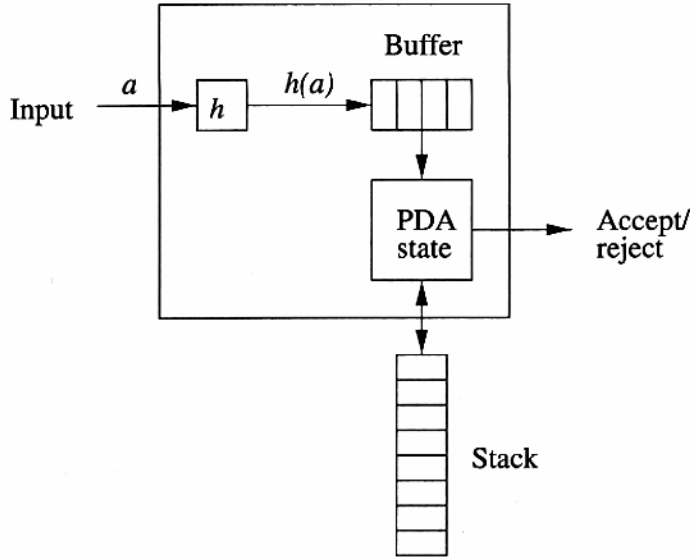 Buffer
a
h(a)
Input
h
PDA
state
Accept/
reject
Stack